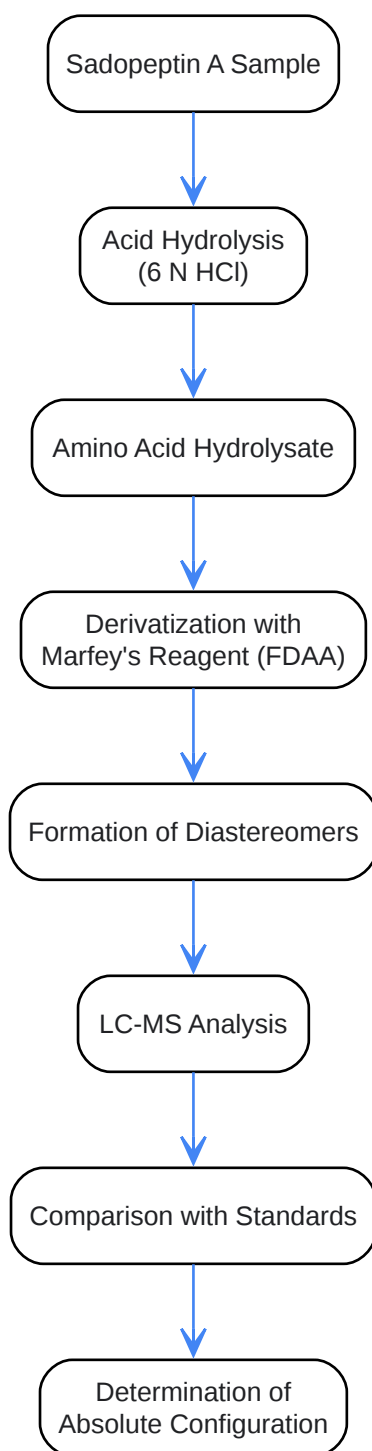 Sadopeptin A Sample
Acid Hydrolysis
(6 N HCl)
Amino Acid Hydrolysate
Derivatization with
Marfey's Reagent (FDAA)
Formation of Diastereomers
LC-MS Analysis
Comparison with Standards
Determination of
Absolute Configuration